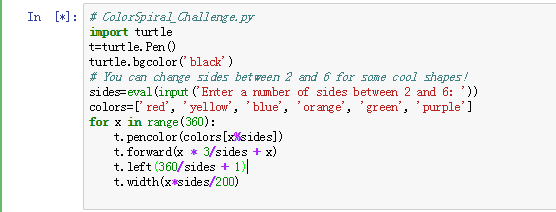 In [*]: # ColorSpiral_Challenge.py
import turtle
t=turtle.Pen()
turtle.bgcolor('black')
# You can change sides between 2 and 6 for some cool shapes!
sides=eval(input('Enter a number of sides between 2 and 6: '))
colors=['red', 'yellow', 'blue', 'orange', 'green', 'purple']
for x in range(360):
    t.pencolor(colors[x%sides])
    t.forward(x * 3/sides + x)
    t.left(360/sides + 1)
    t.width(x*sides/200)